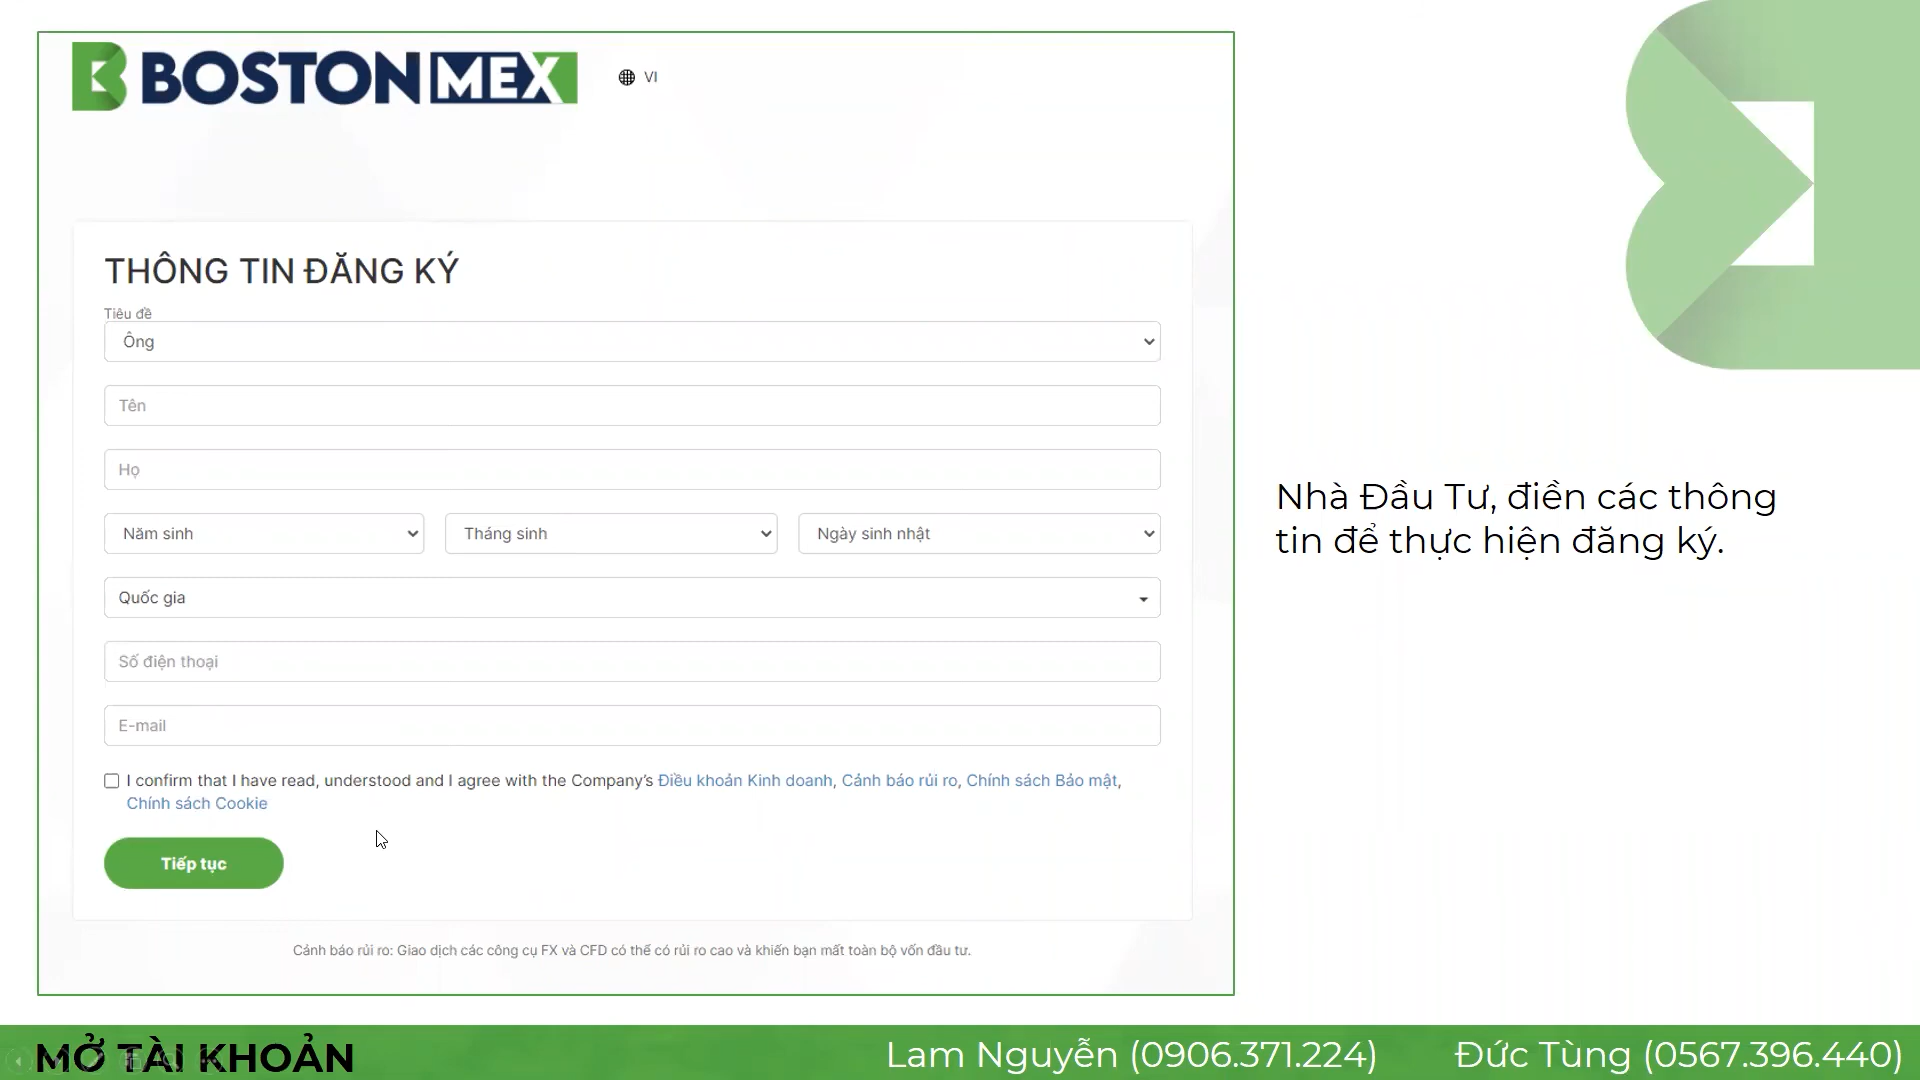 BOSTONMEX
VI
THÔNG TIN ĐĂNG KÝ
Tiêu đề
Ông
Tên
Họ
Năm sinh
Tháng sinh
Ngày sinh nhật
Quốc gia
Số điện thoại
E-mail
I confirm that I have read, understood and I agree with the Company's Điều khoản Kinh doanh, Cảnh báo rủi ro, Chính sách Bảo mật,
Chính sách Cookie
Tiếp tục
Cảnh báo rủi ro: Giao dịch các công cụ FX và CFD có thể có rủi ro cao và khiến bạn mất toàn bộ vốn đầu tư.
Nhà Đầu Tư, điền các thông
tin để thực hiện đăng ký.
MỞ TÀI KHOẢN
Lam Nguyễn (0906.371.224)
Đức Tùng (0567.396.440)